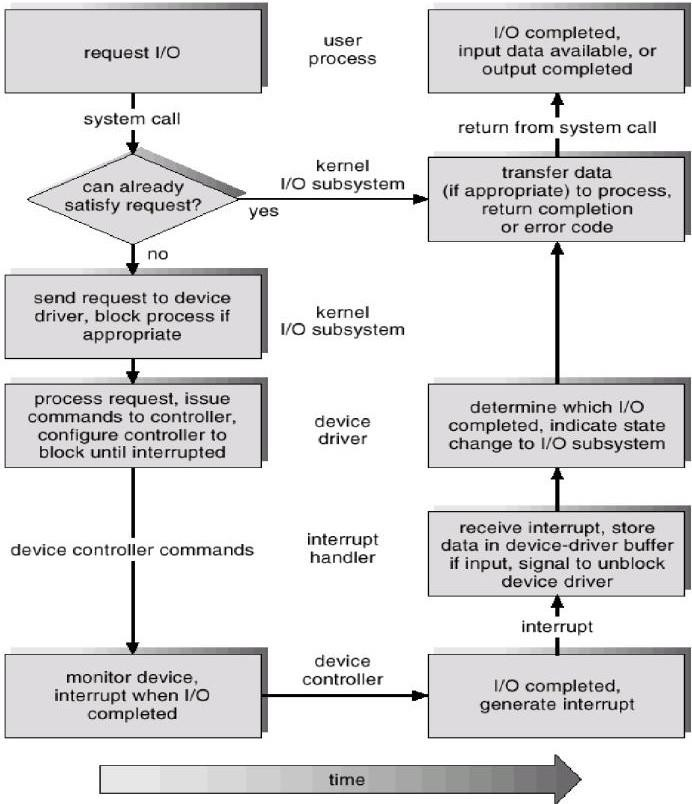 request I/O
user
process
I/O completed,
input data available, or
output completed
system call
return from system call
can already
satisfy request?
kernel
I/O subsystem
yes
transfer data
(if appropriate) to process,
return completion
or error code
no
send request to device
driver, block process if
appropriate
kernel
I/O subsystem
process request, issue
commands to controller,
configure controller to
block until interrupted
device
driver
determine which I/O
completed, indicate state
change to I/O subsystem
device controller commands
interrupt
handler
receive interrupt, store
data in device-driver buffer
if input, signal to unblock
device driver
interrupt
monitor device,
interrupt when I/O
completed
device
controller
I/O completed,
generate interrupt
time